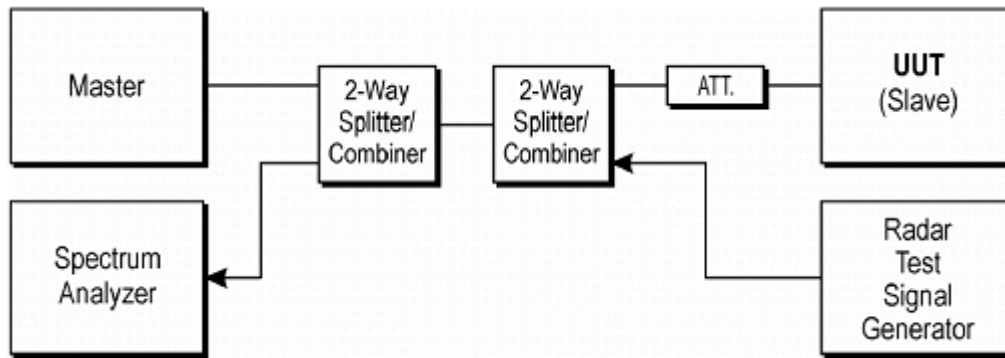 Master
2-Way
Splitter/
Combiner
2-Way
Splitter/
Combiner
ATT.
UUT
(Slave)
Spectrum
Analyzer
Radar
Test
Signal
Generator